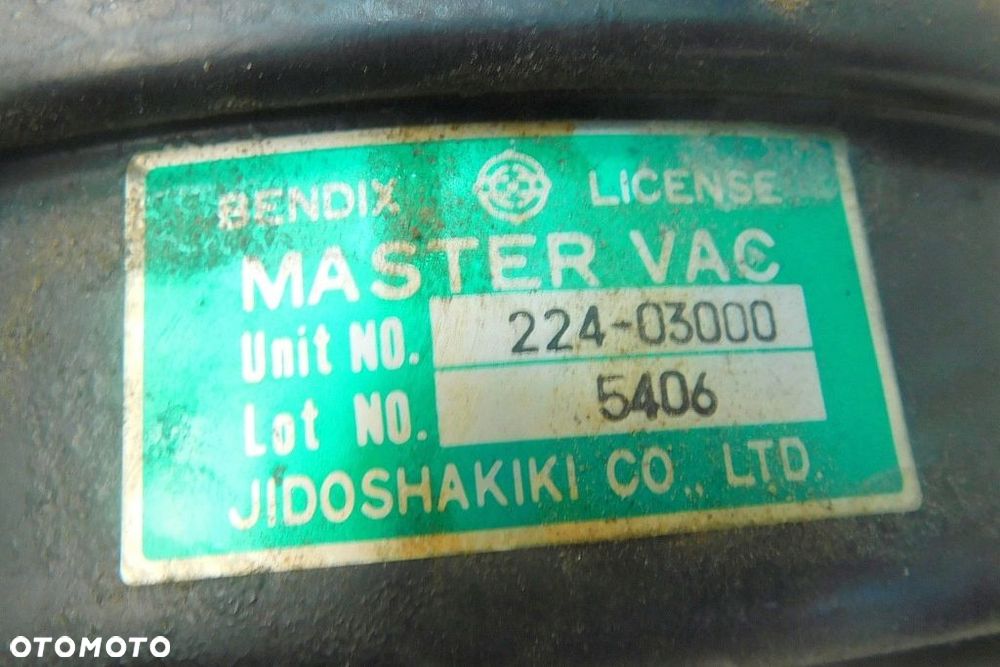 BENDIX LICENSE
MASTER VAC
Unit NO. 224-03000
Lot NO. 5406
JIDOSHAKIKI CO., LTD.
OTOMOTO